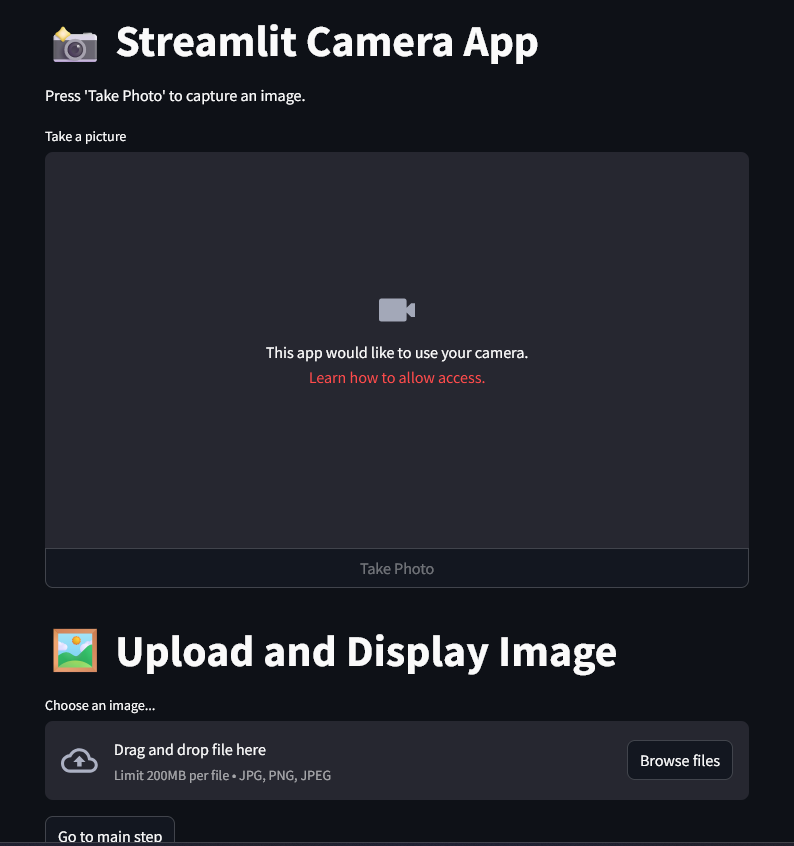 Streamlit Camera App
Press 'Take Photo' to capture an image.
Take a picture
This app would like to use your camera.
Learn how to allow access.
Take Photo
Upload and Display Image
Choose an image...
Drag and drop file here
Limit 200MB per file • JPG, PNG, JPEG
Browse files
Go to main step